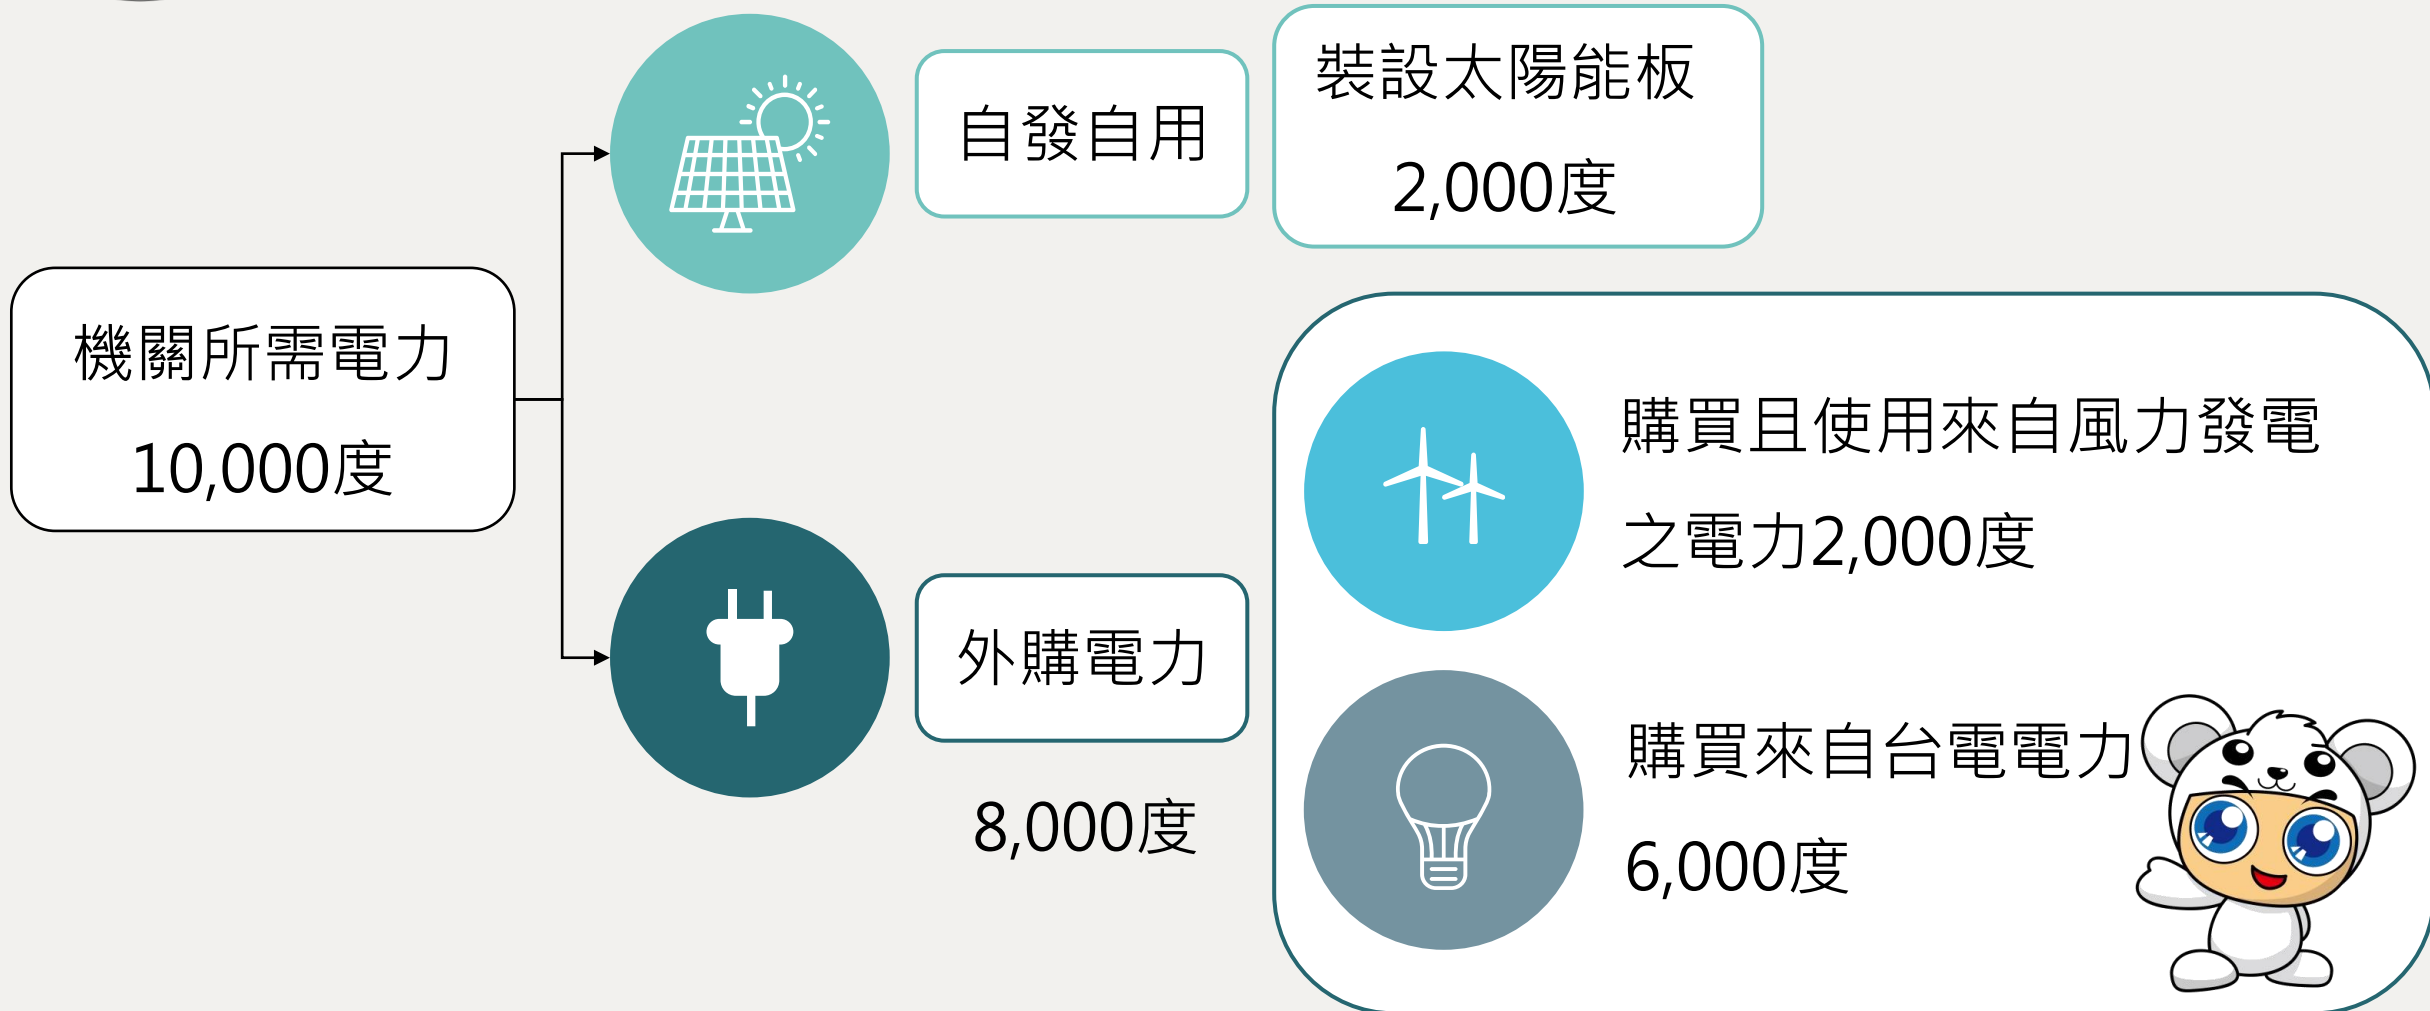 機關所需電力
10,000度
自發自用
裝設太陽能板
2,000度
外購電力
8,000度
購買且使用來自風力發電
之電力2,000度
購買來自台電電力
6,000度